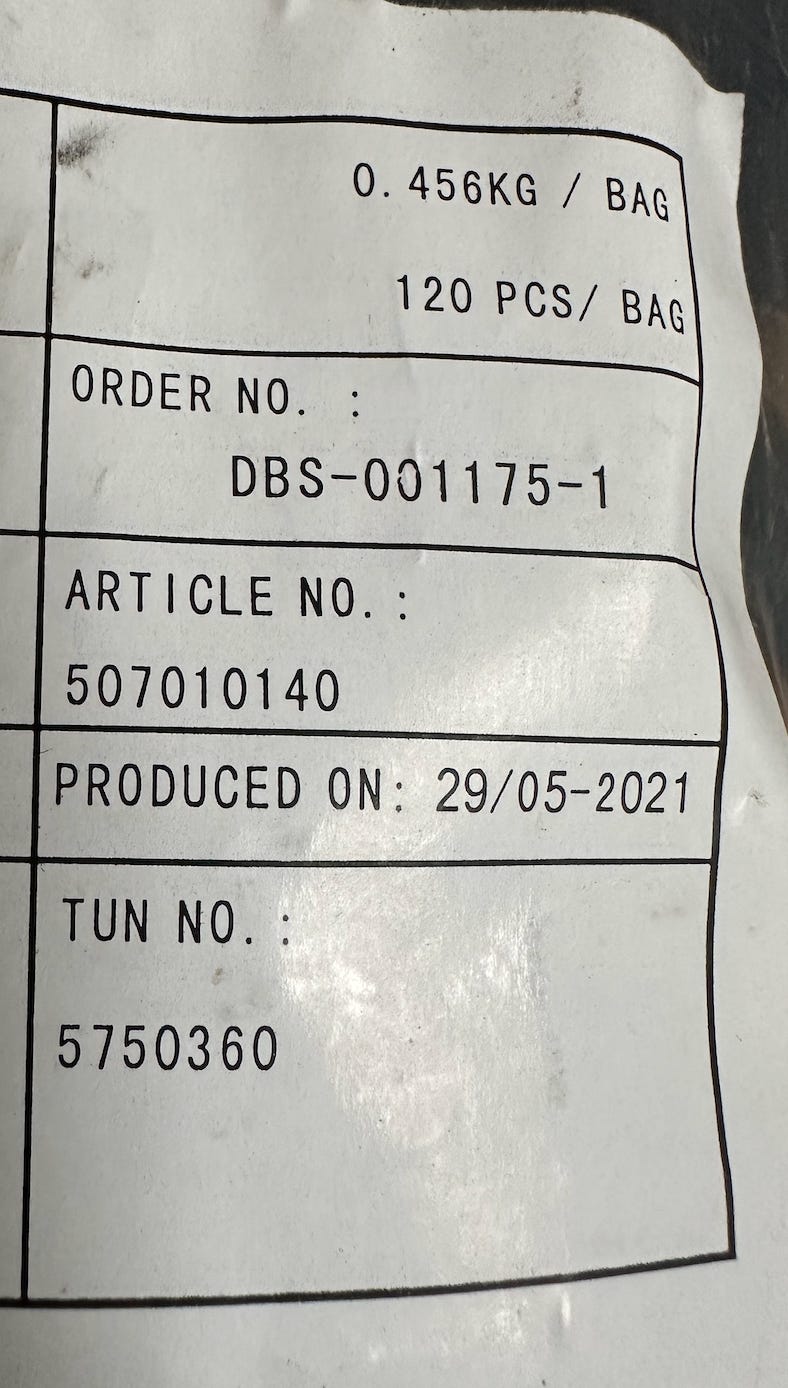 0.456KG / BAG
120 PCS/ BAG
ORDER NO. :
DBS-001175-1
ARTICLE NO. :
507010140
PRODUCED ON: 29/05-2021
TUN NO. :
5750360